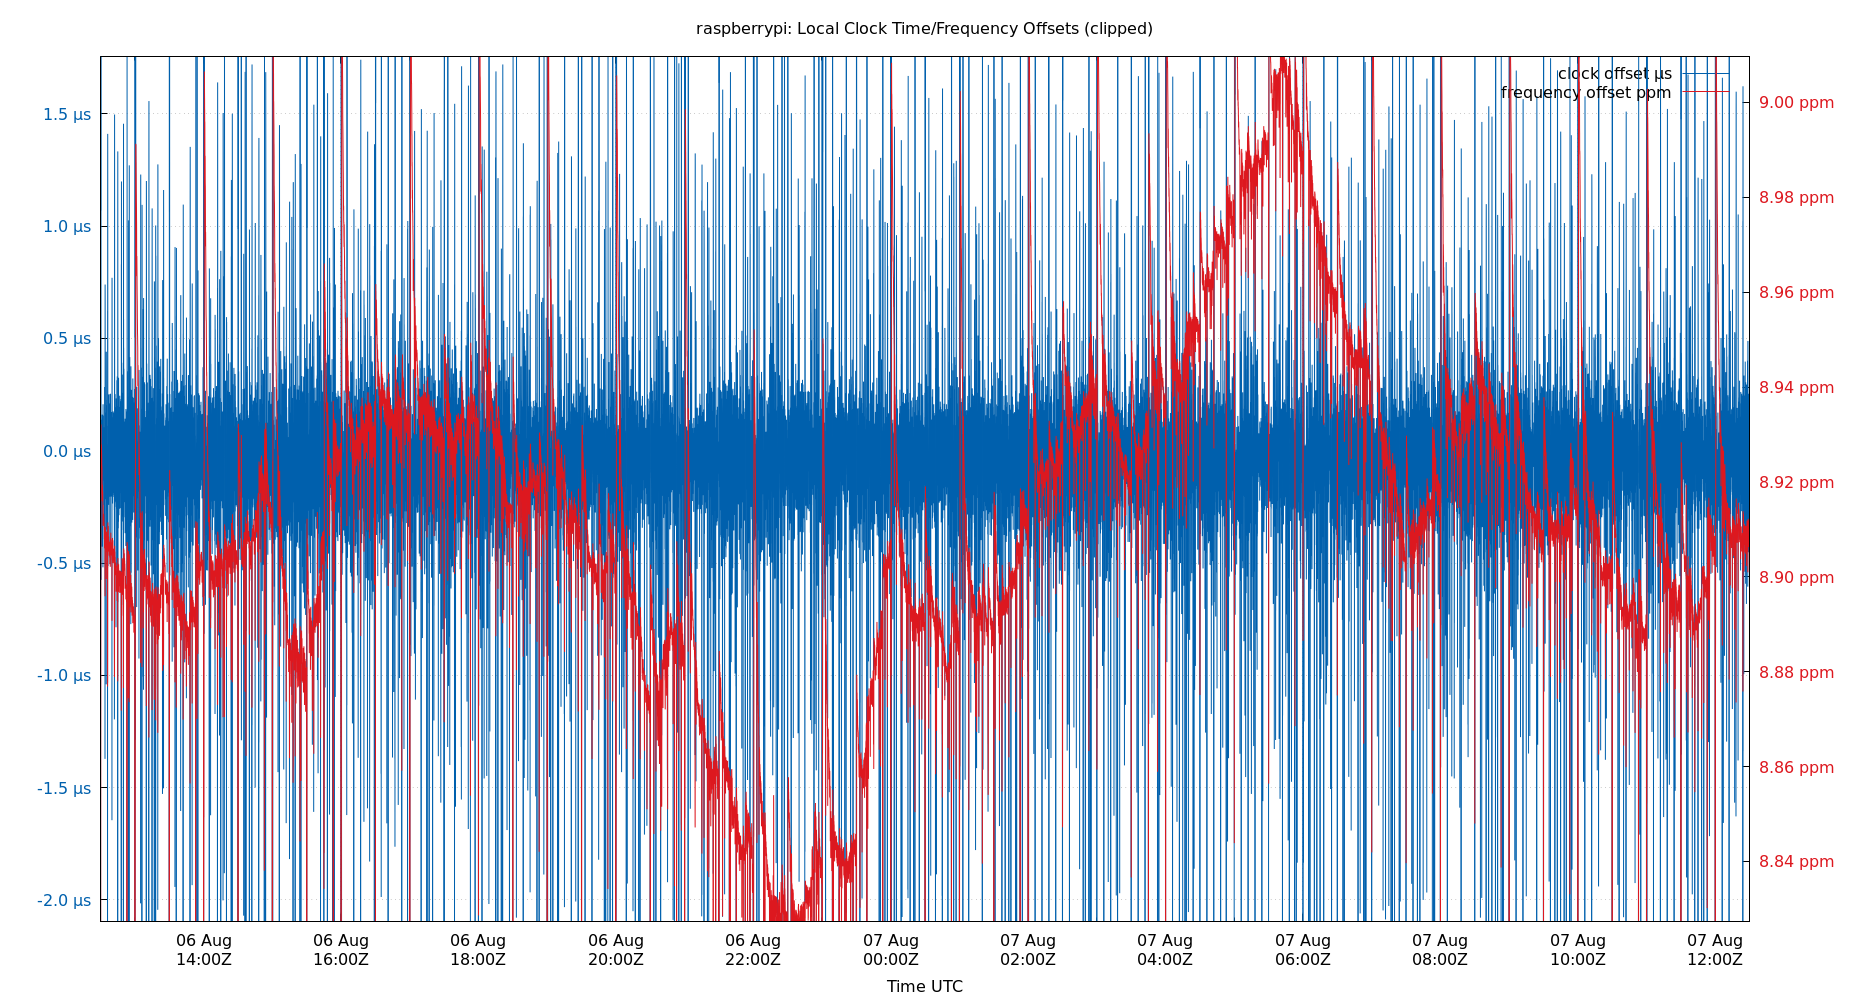 raspberrypi: Local Clock Time/Frequency Offsets (clipped)
clock offset µs
frequency offset ppm
1.5 µs
1.0 µs
0.5 µs
0.0 µs
-0.5 µs
-1.0 µs
-1.5 µs
-2.0 µs
9.00 ppm
8.98 ppm
8.96 ppm
8.94 ppm
8.92 ppm
8.90 ppm
8.88 ppm
8.86 ppm
8.84 ppm
06 Aug 06 Aug 06 Aug 06 Aug 06 Aug 07 Aug 07 Aug 07 Aug 07 Aug 07 Aug 07 Aug 07 Aug
14:00Z 16:00Z 18:00Z 20:00Z 22:00Z 00:00Z 02:00Z 04:00Z 06:00Z 08:00Z 10:00Z 12:00Z
Time UTC